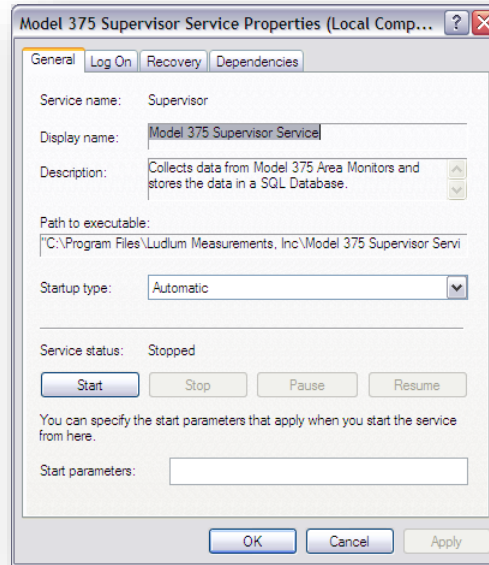 Model 375 Supervisor Service Properties (Local Comp...
General Log On Recovery Dependencies
Service name: Supervisor
Display name: Model 375 Supervisor Service
Description: Collects data from Model 375 Area Monitors and
stores the data in a SQL Database.
Path to executable:
"C:\Program Files\Ludlum Measurements, Inc\Model 375 Supervisor Servi
Startup type: Automatic
Service status: Stopped
Start Stop Pause Resume
You can specify the start parameters that apply when you start the service
from here.
Start parameters:
OK Cancel Apply